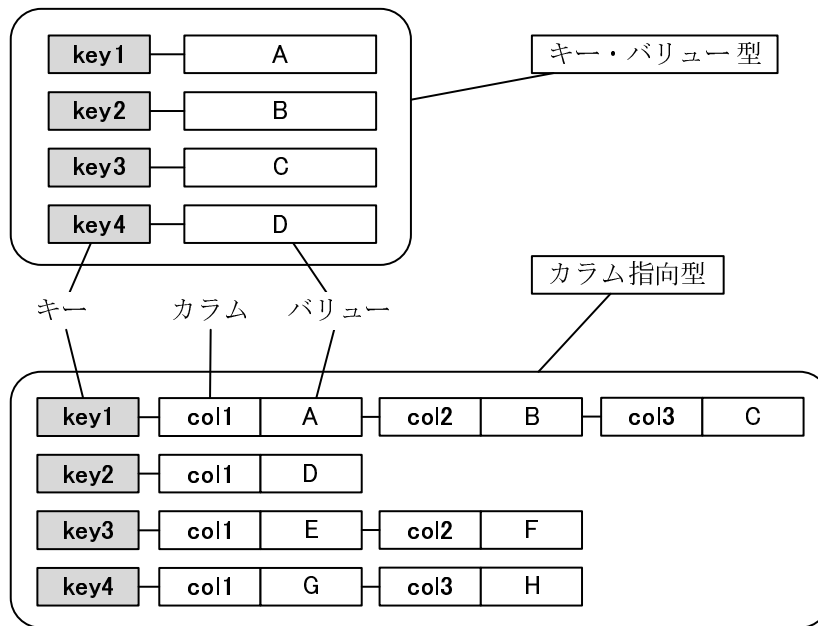 key1 A
キー・バリュー型
key2 B
key3 C
key4 D
カラム指向型
キー カラム バリュー
key1 col1 A col2 B col3 C
key2 col1 D
key3 col1 E col2 F
key4 col1 G col3 H